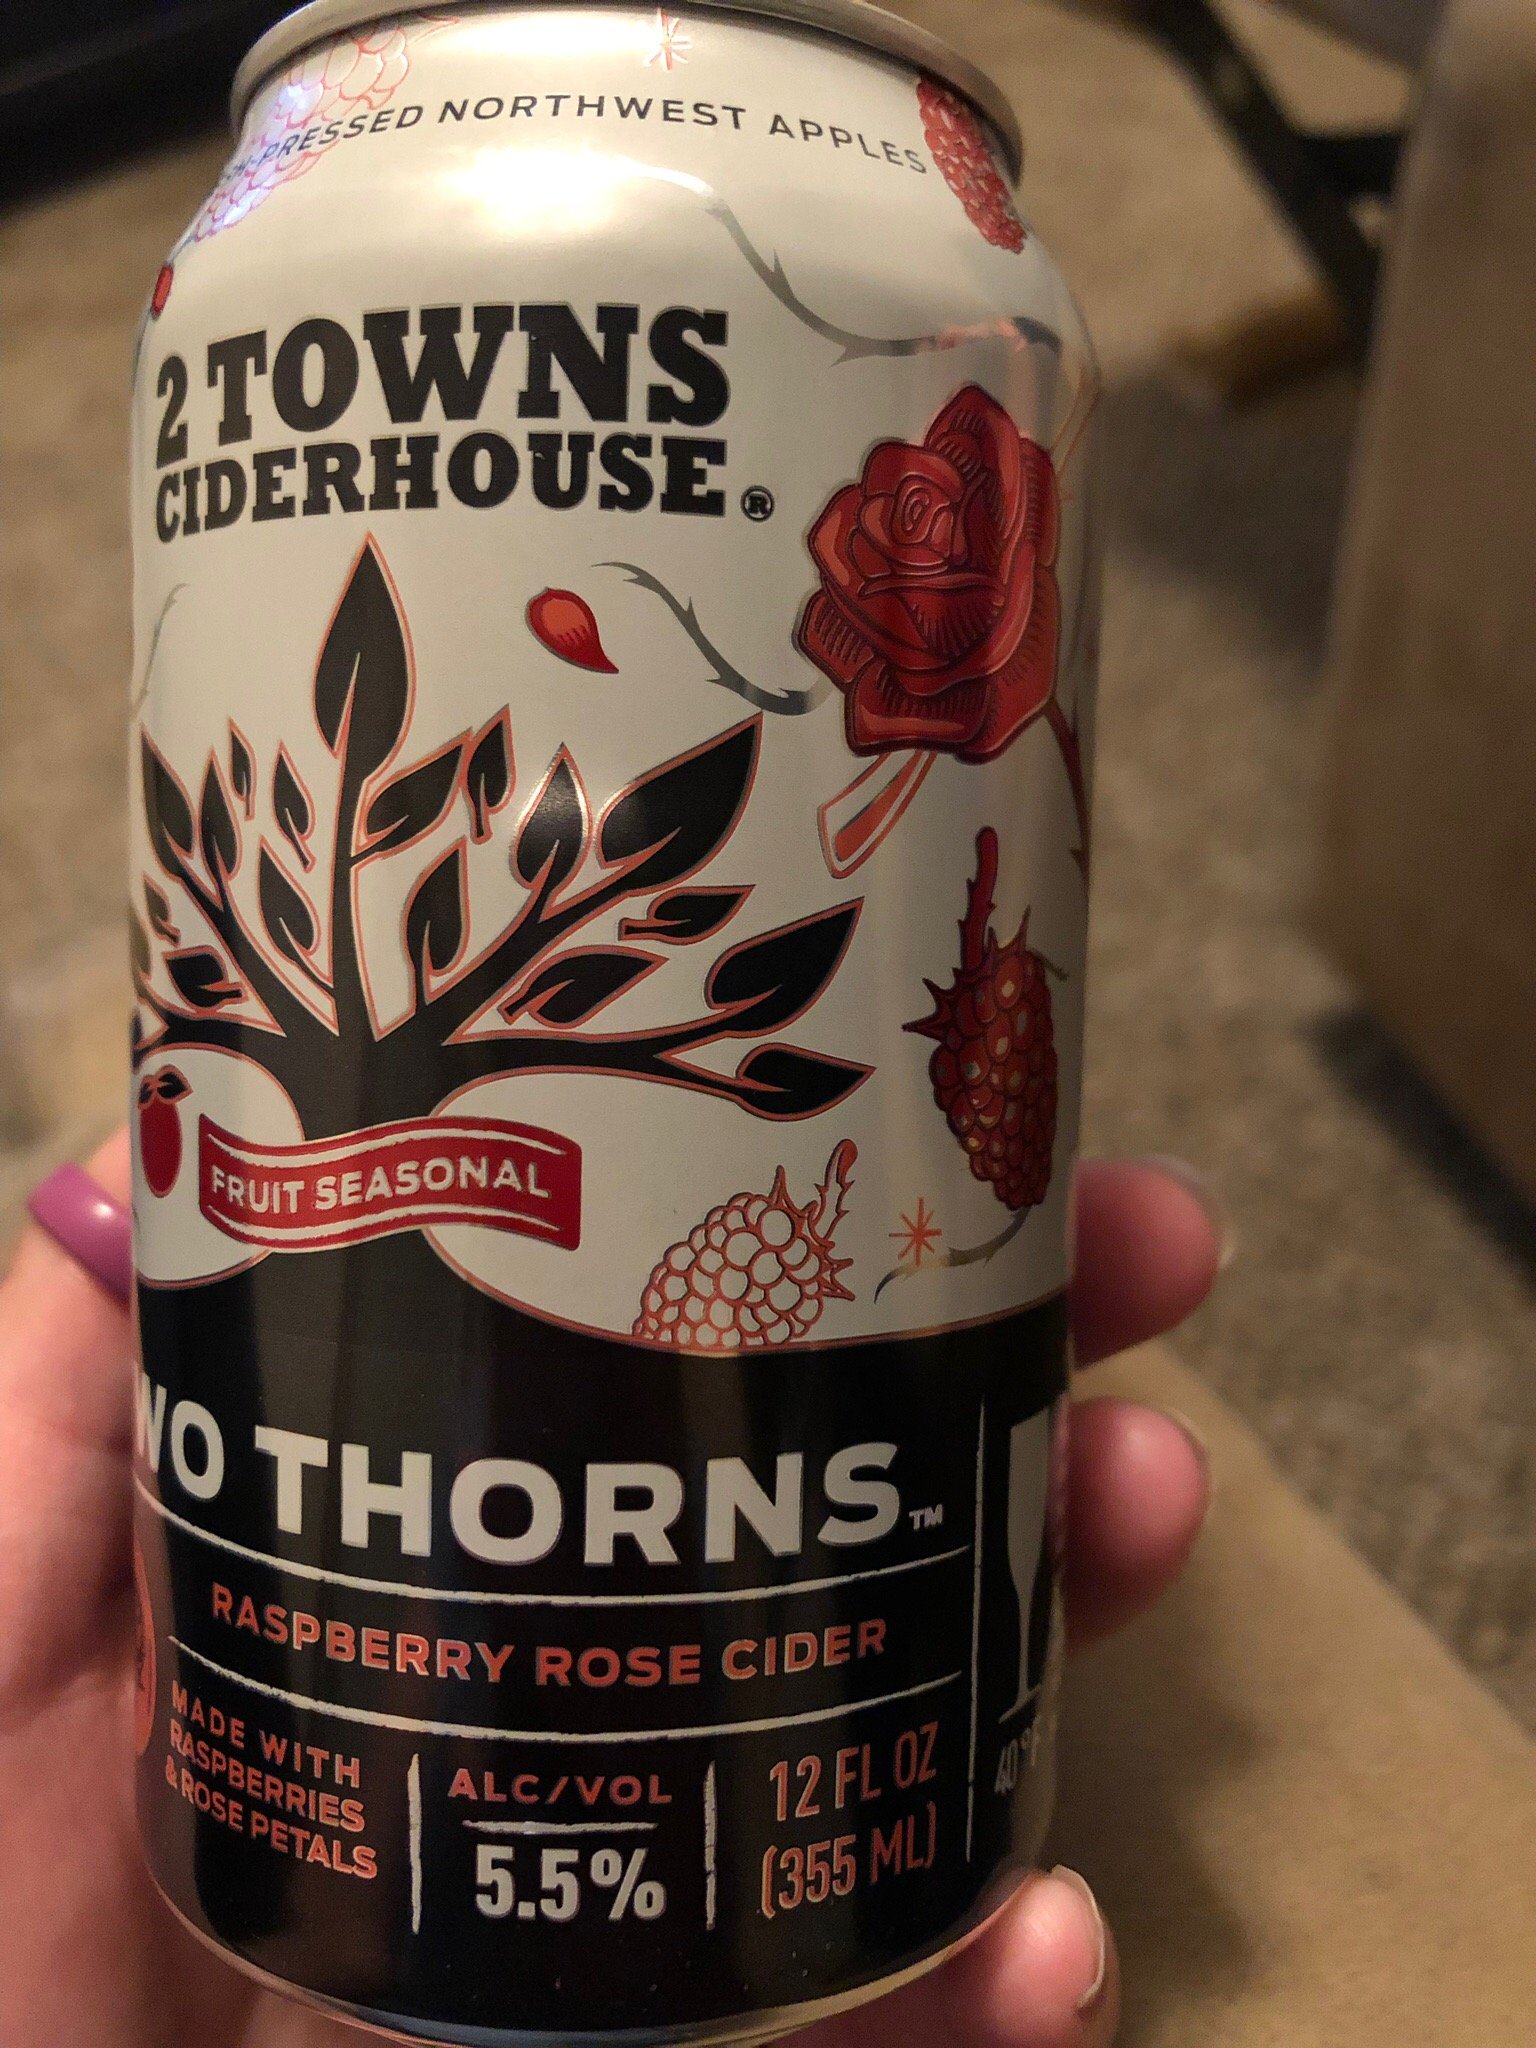 PRESSED NORTHWEST APPLES
2 TOWNS
CIDERHOUSE®
FRUIT SEASONAL
WO THORNS™
RASPBERRY ROSE CIDER
MADE WITH
RASPBERRIES
& ROSE PETALS
ALC/VOL
5.5%
12 FL OZ
(355 ML)
40°F